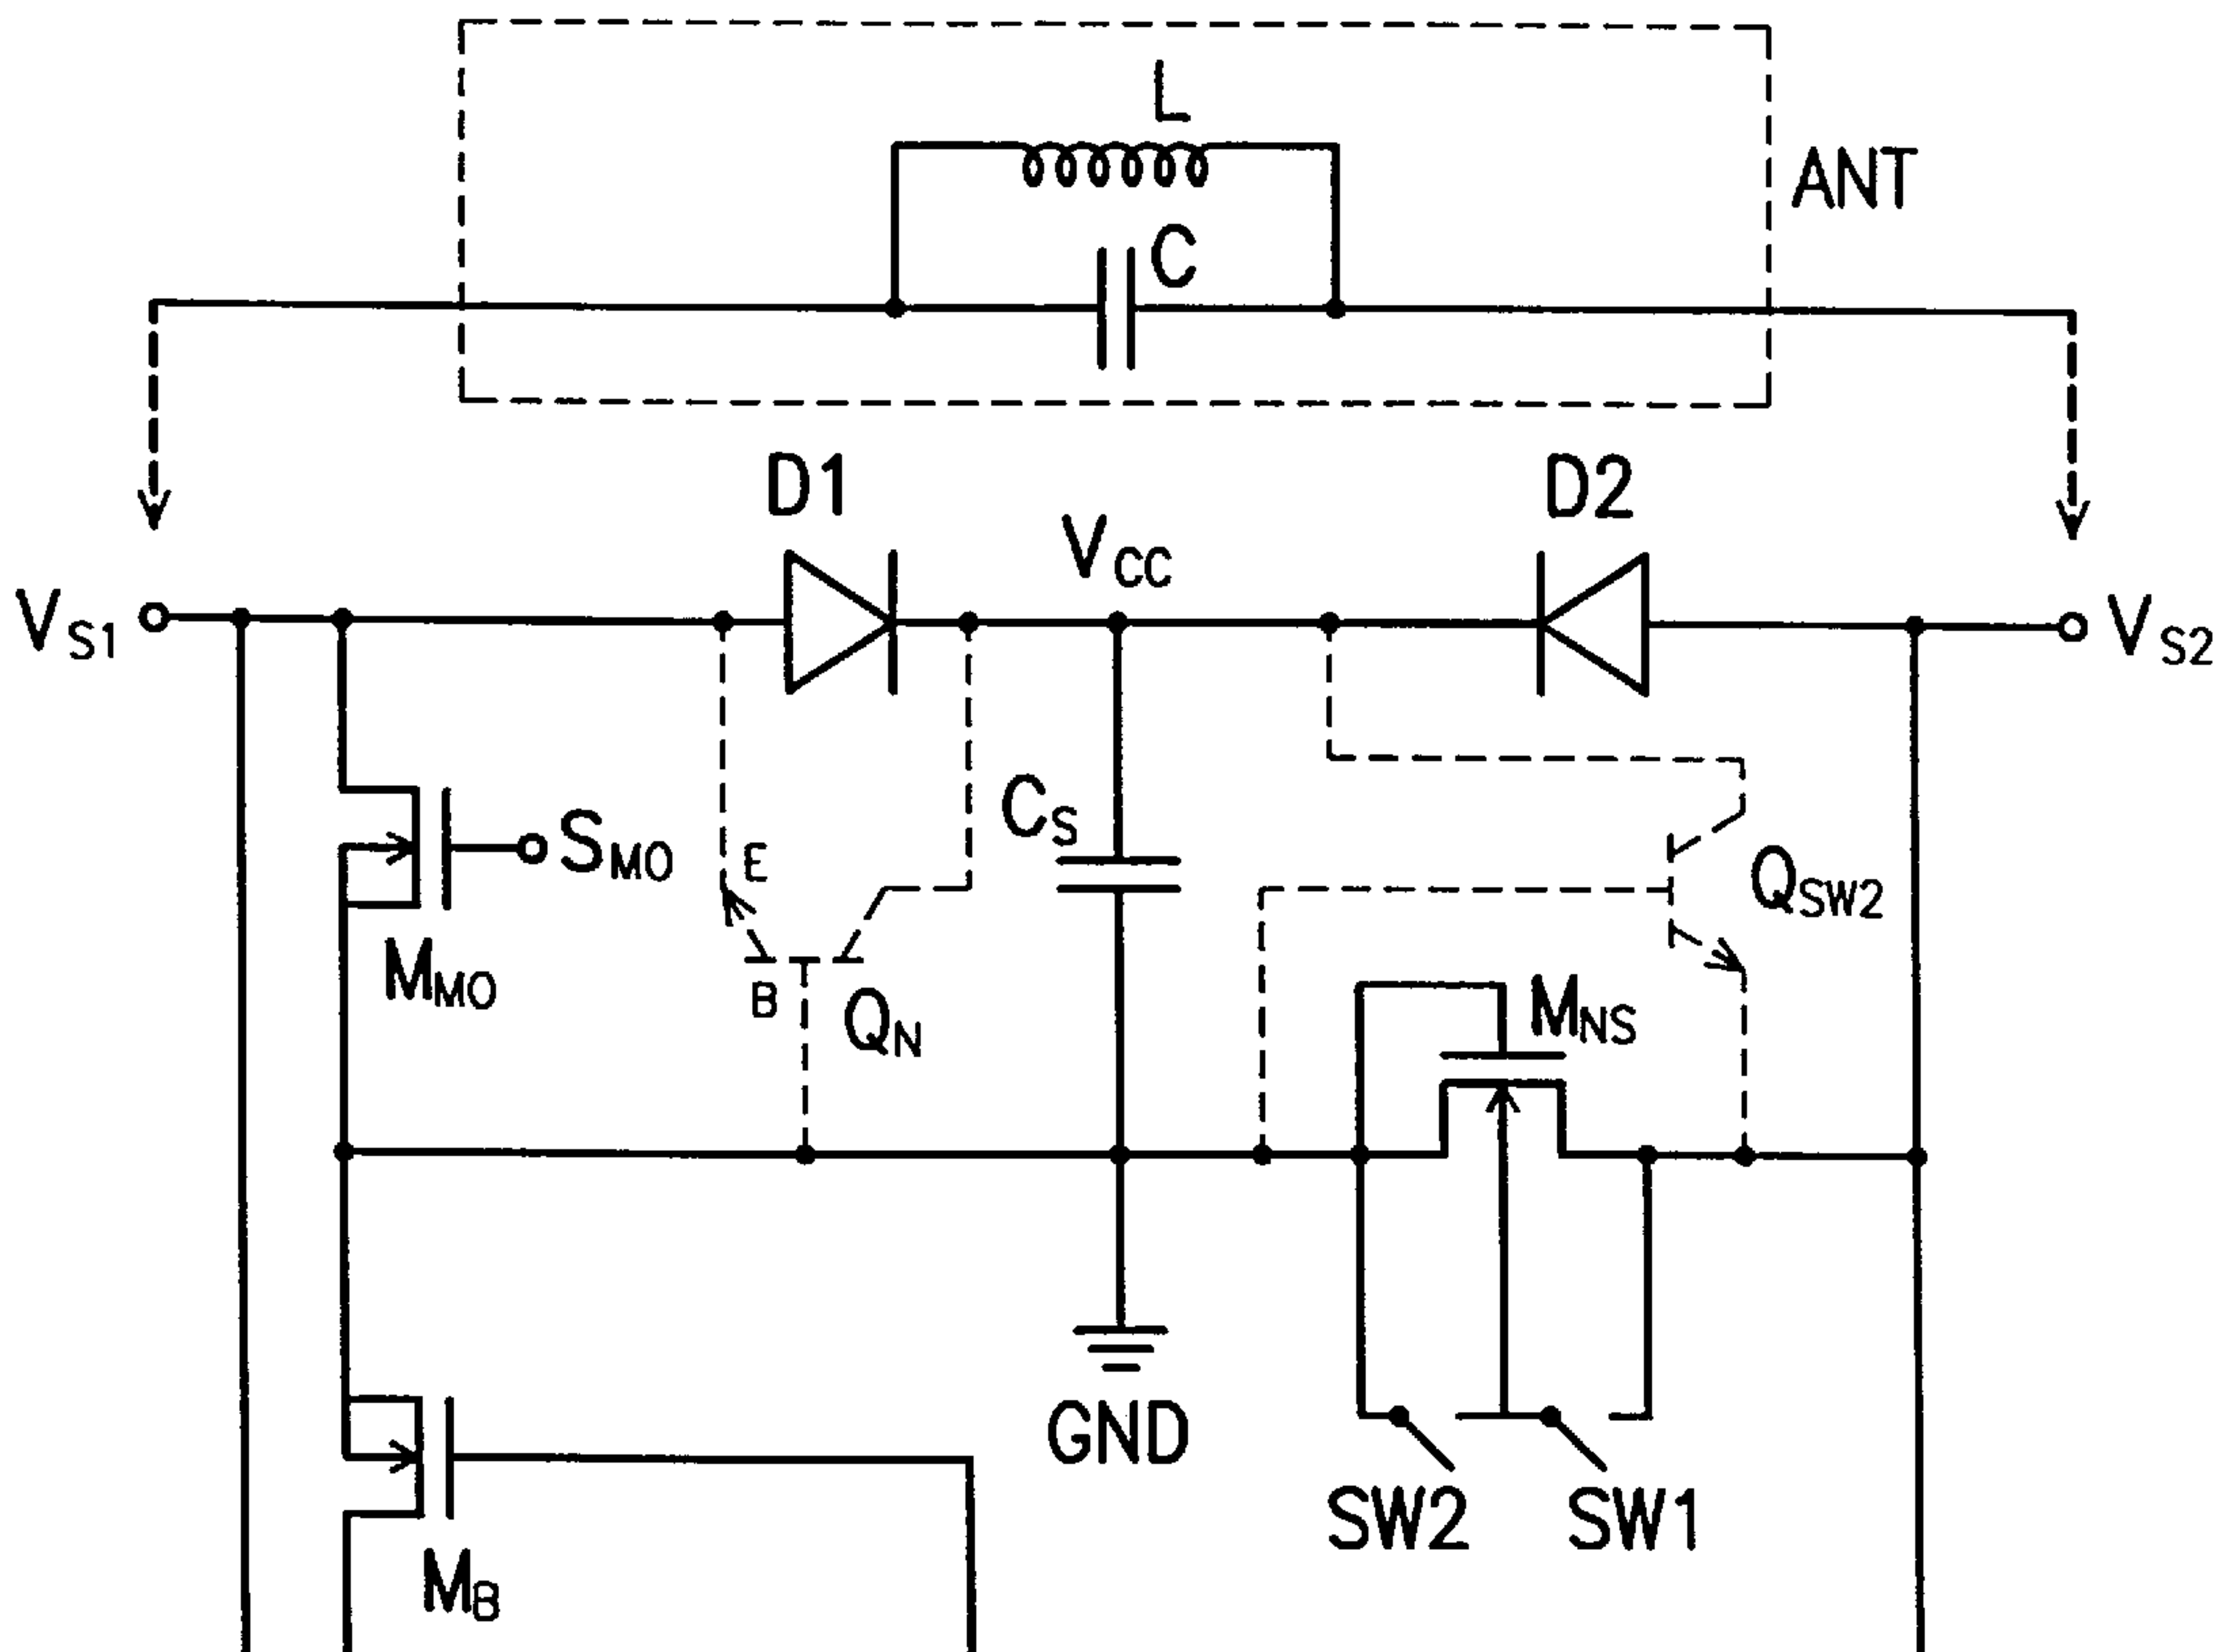 L
ANT
C
D1
D2
VCC
VS1
VS2
CS
SMO
E
QSW2
MMO
B
QN
MNS
GND
SW2
SW1
MB